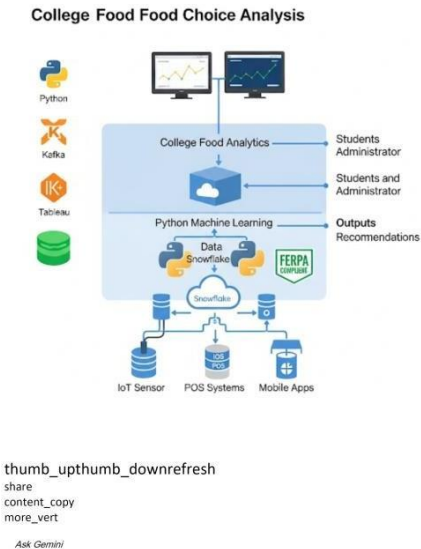 College Food Food Choice Analysis
Python
Kafka
IK+
Tableau
College Food Analytics
Students
Administrator
Students and
Administrator
Python Machine Learning
Outputs
Recomendations
Data
Snowflake
FERPA
COMPLIENT
Snowflake
IOS
POS
IoT Sensor
POS Systems
Mobile Apps
thumb_upthumb_downrefresh
share
content_copy
more_vert
Ask Gemini